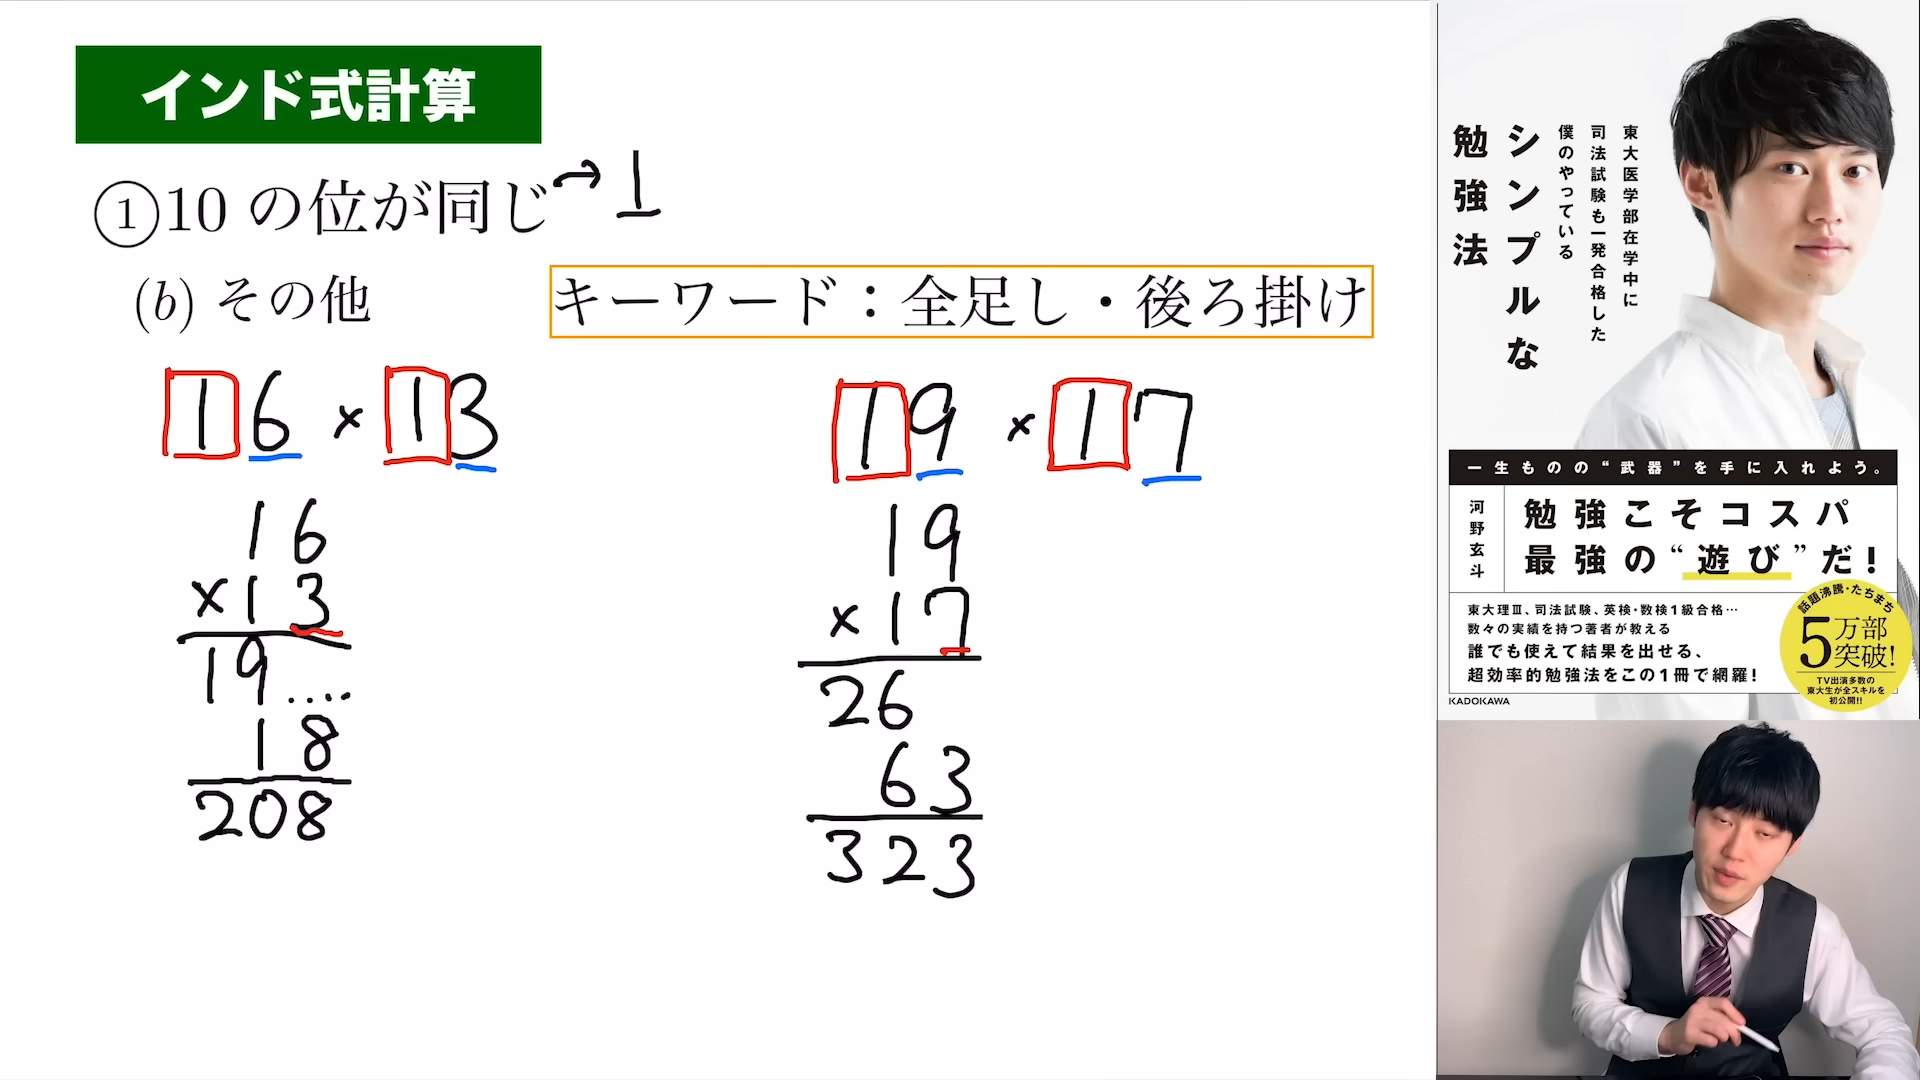 インド式計算
①10 の位が同じ → 1
(b) その他
キーワード：全足し・後ろ掛け
16 × 13
16
×13
19 ....
18
208
19 × 17
19
×17
26
63
323
東大医学部在学中に
司法試験も一発合格した
僕のやっている
シンプルな
勉強法
一生ものの“武器”を手に入れよう。
河野玄斗
勉強こそコスパ
最強の“遊び”だ！
東大理Ⅲ、司法試験、英検・数検1級合格…
数々の実績を持つ著者が教える
誰でも使えて結果を出せる、
超効率的勉強法をこの1冊で網羅！
話題沸騰・たちまち
5万部
突破!
TV出演多数の
東大生が全スキルを
初公開!!
KADOKAWA